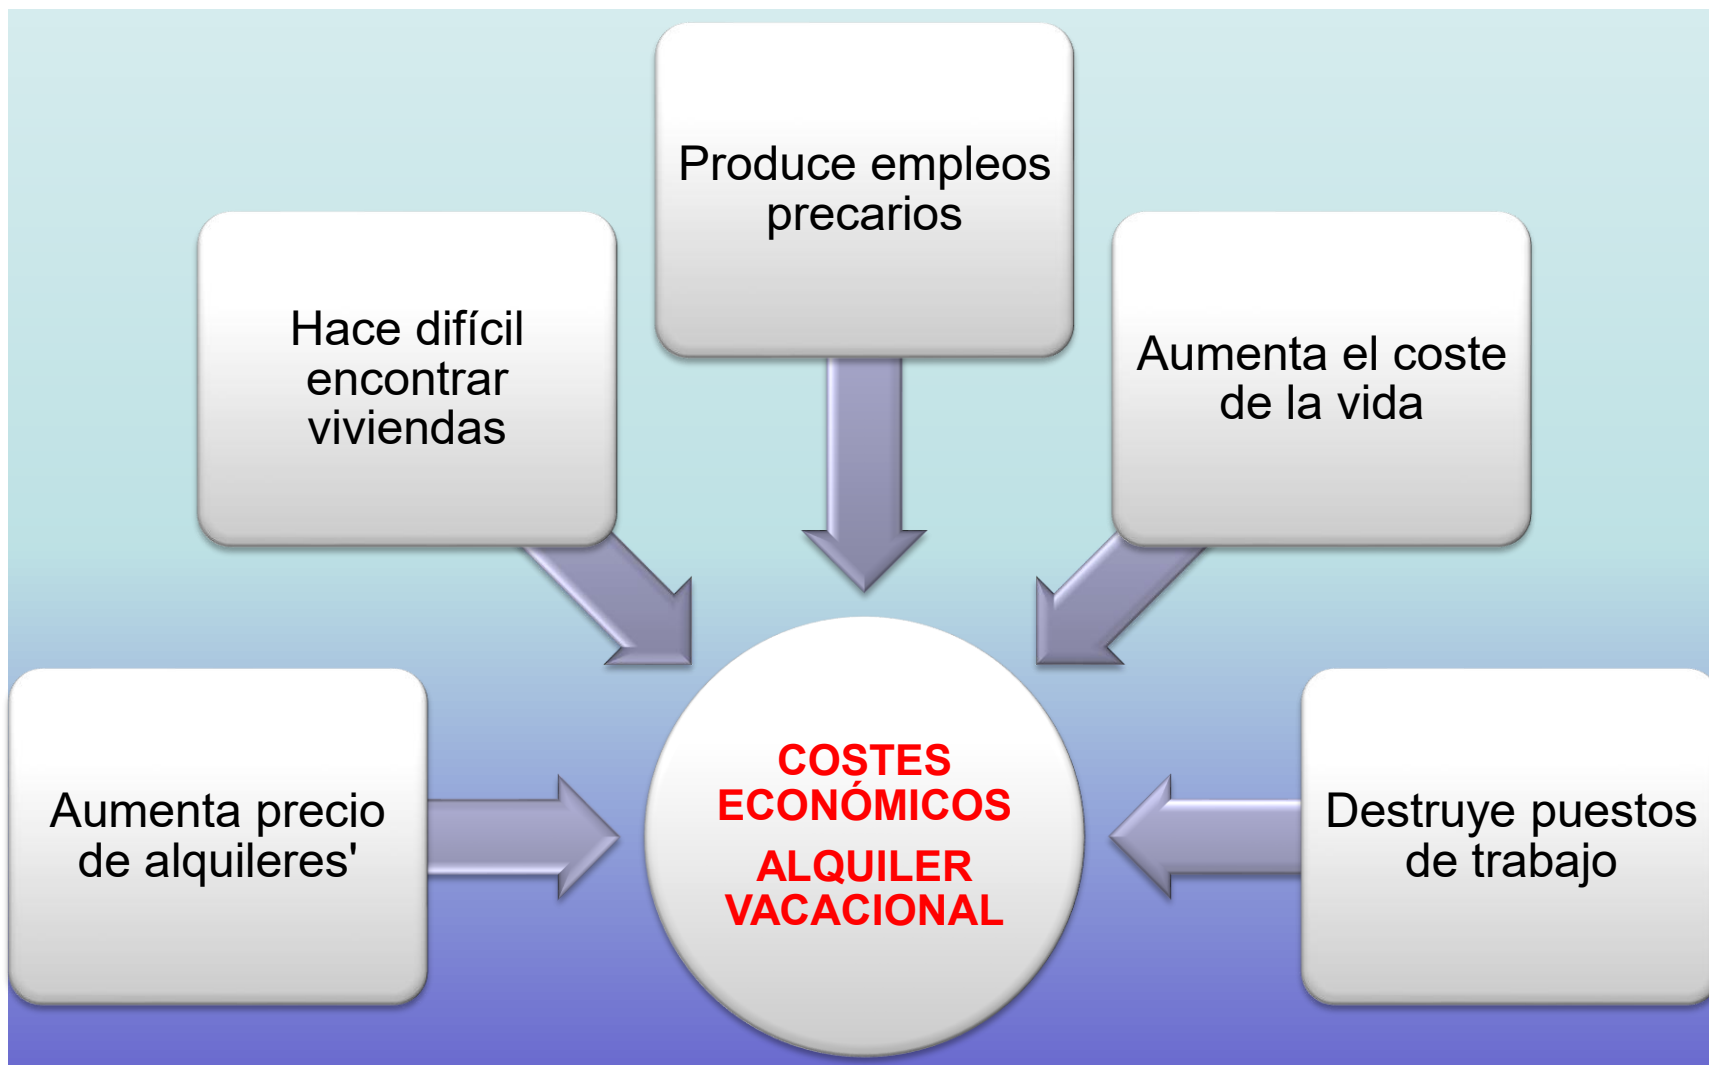 Produce empleos
precarios
Hace difícil
encontrar
viviendas
Aumenta el coste
de la vida
Aumenta precio
de alquileres'
COSTES
ECONÓMICOS
ALQUILER
VACACIONAL
Destruye puestos
de trabajo